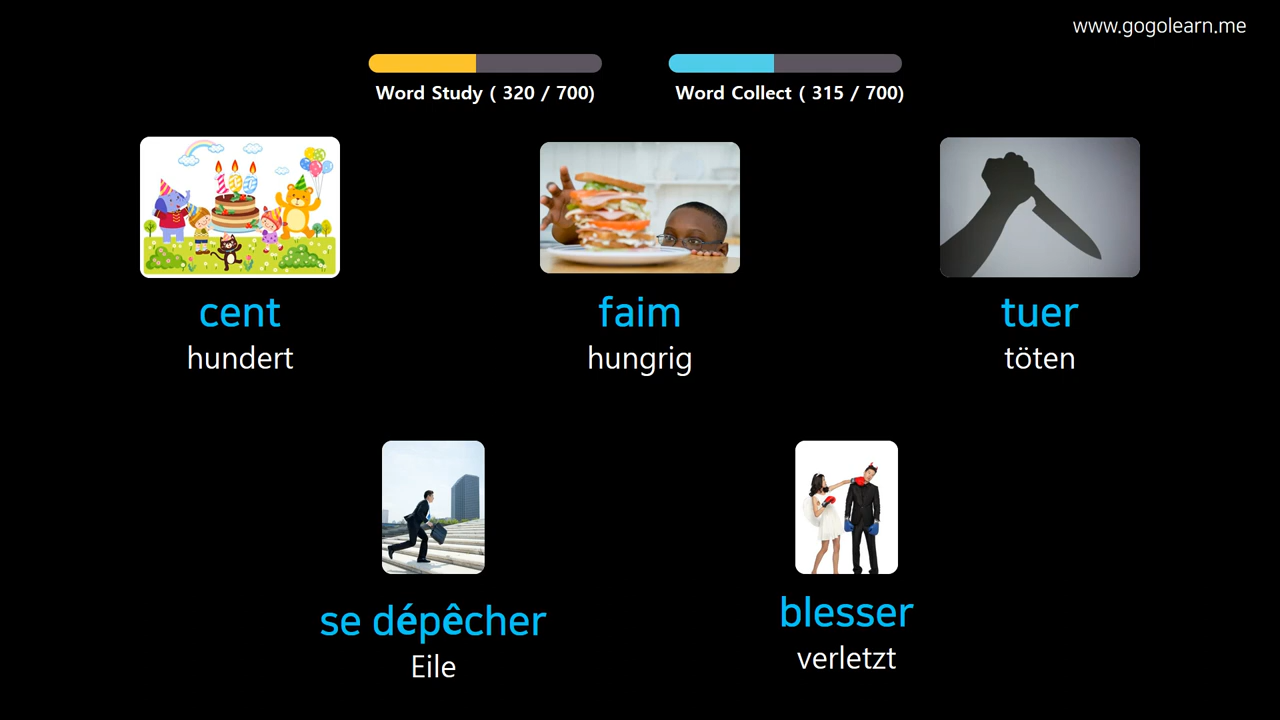 www.gogolearn.me
Word Study ( 320 / 700)
Word Collect ( 315 / 700)
100
cent
hundert
faim
hungrig
tuer
töten
se dépêcher
Eile
blesser
verletzt